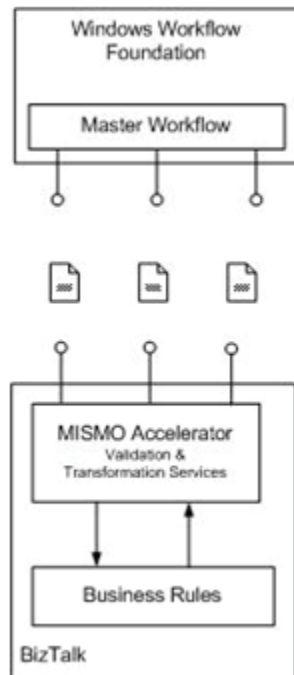 Windows Workflow
Foundation
Master Workflow
MISMO Accelerator
Validation &
Transformation Services
Business Rules
BizTalk